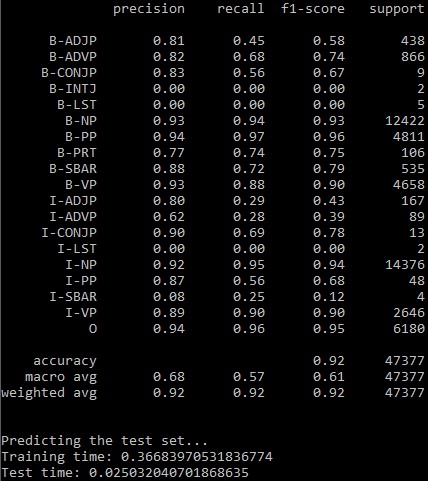 precision recall f1-score support
B-ADJP 0.81 0.45 0.58 438
B-ADVP 0.82 0.68 0.74 866
B-CONJP 0.83 0.56 0.67 9
B-INTJ 0.00 0.00 0.00 2
B-LST 0.00 0.00 0.00 5
B-NP 0.93 0.94 0.93 12422
B-PP 0.94 0.97 0.96 4811
B-PRT 0.77 0.74 0.75 106
B-SBAR 0.88 0.72 0.79 535
B-VP 0.93 0.88 0.90 4658
I-ADJP 0.80 0.29 0.43 167
I-ADVP 0.62 0.28 0.39 89
I-CONJP 0.90 0.69 0.78 13
I-LST 0.00 0.00 0.00 2
I-NP 0.92 0.95 0.94 14376
I-PP 0.87 0.56 0.68 48
I-SBAR 0.08 0.25 0.12 4
I-VP 0.89 0.90 0.90 2646
O 0.94 0.96 0.95 6180
accuracy 0.92 47377
macro avg 0.68 0.57 0.61 47377
weighted avg 0.92 0.92 0.92 47377
Predicting the test set...
Training time: 0.36683970531836774
Test time: 0.025032040701868635